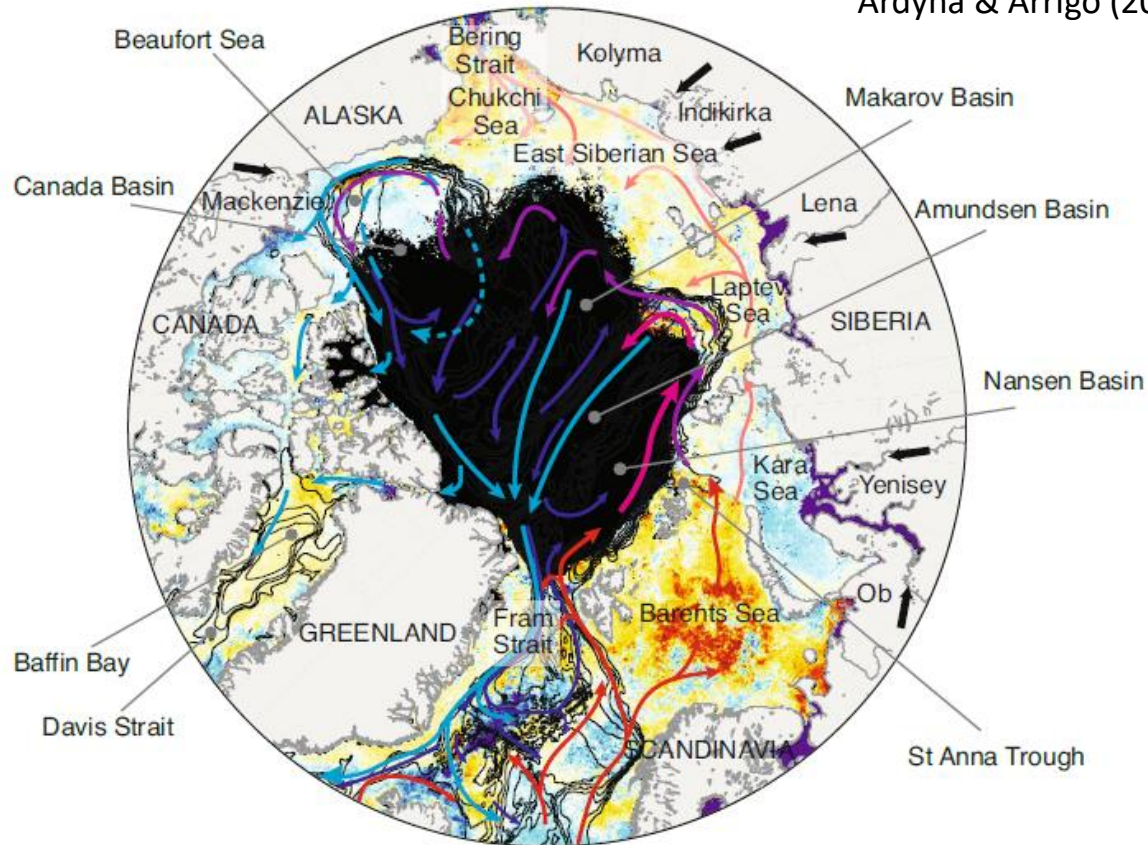 Ardyna & Arrigo (20
Beaufort Sea
Bering
Strait
Kolyma
Chukchi
Sea
Makarov Basin
ALASKA
Indikirka
East Siberian Sea
Canada Basin
Mackenzie
Lena
Amundsen Basin
Laptev
Sea
CANADA
SIBERIA
Nansen Basin
Kara
Sea
Yenisey
Ob
Barents Sea
Fram
Strait
GREENLAND
Baffin Bay
Davis Strait
SCANDINAVIA
St Anna Trough